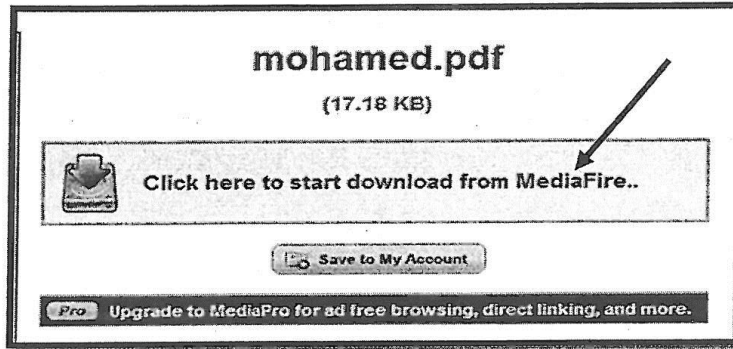 mohamed.pdf
(17.18 KB)
Click here to start download from MediaFire..
Save to My Account
Pro Upgrade to MediaPro for ad free browsing, direct linking, and more.